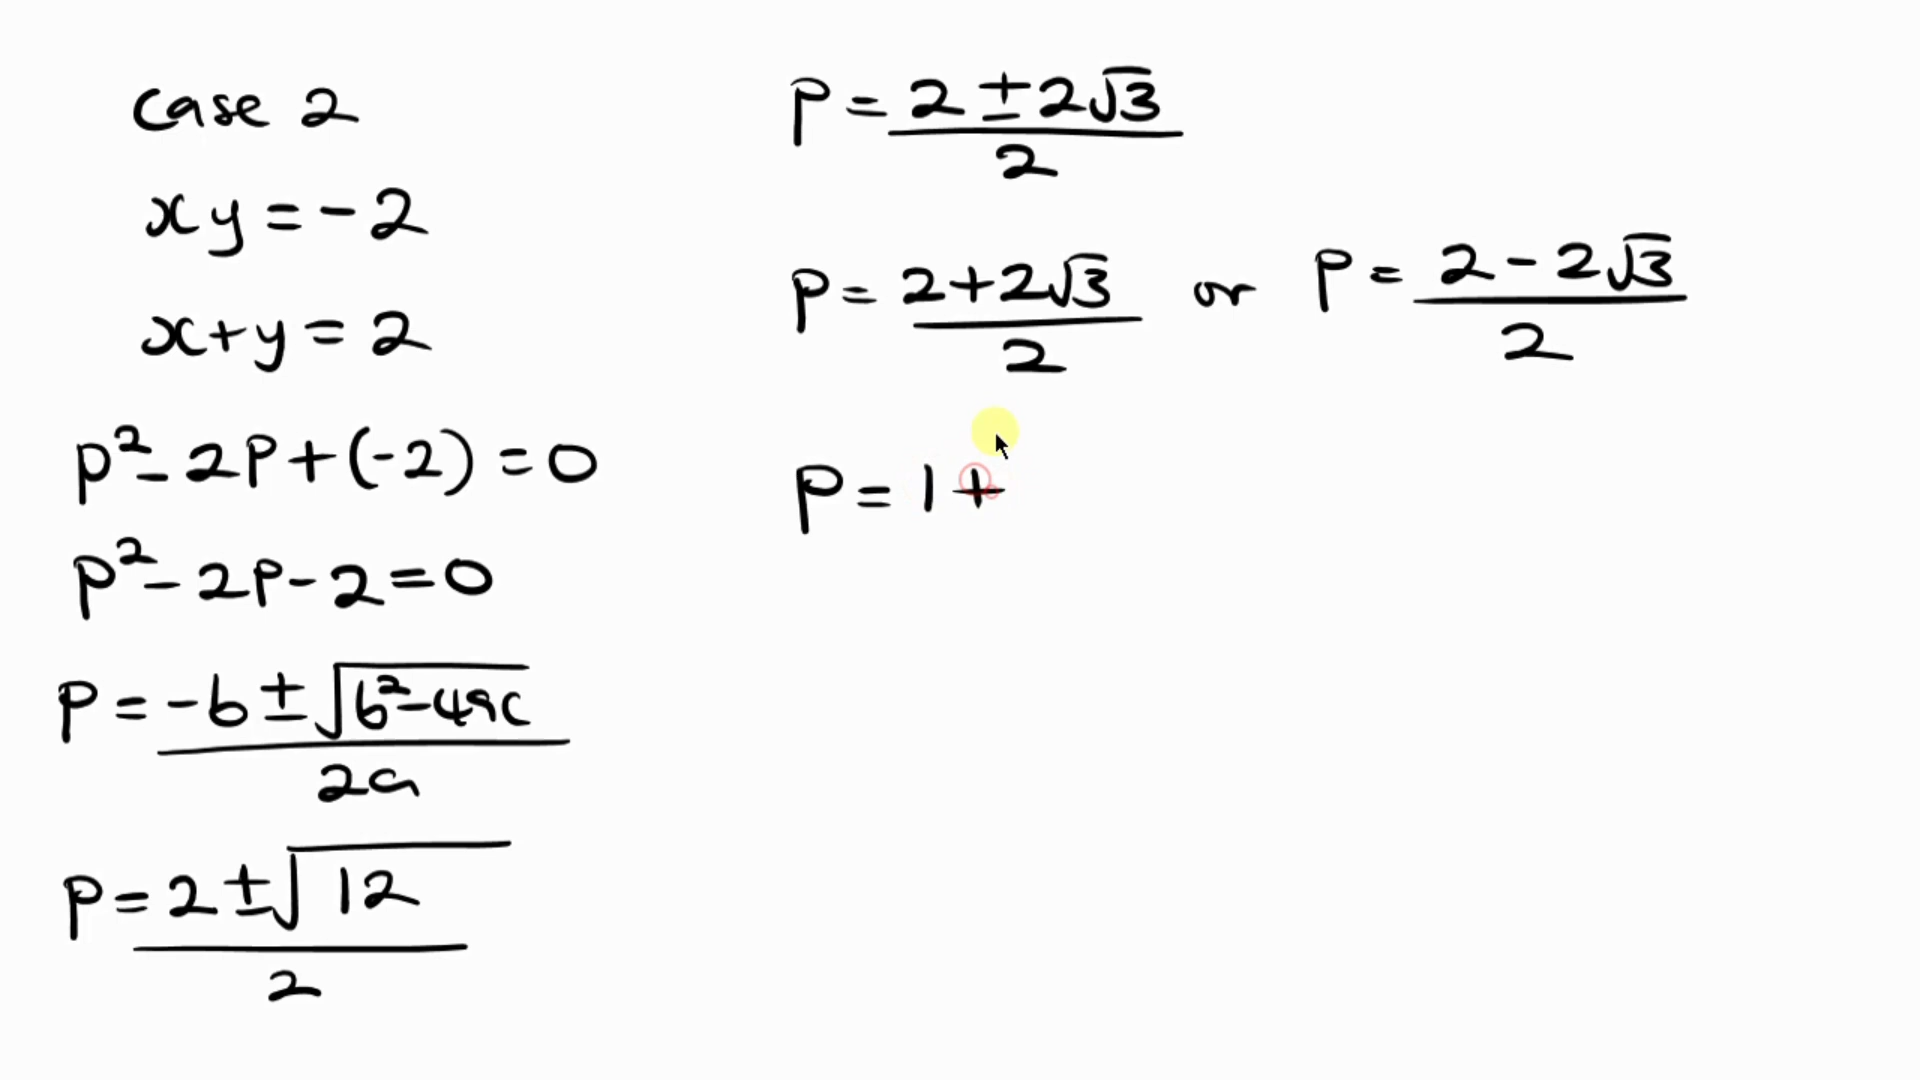 case 2
xy = -2
x+y = 2
p² - 2p + (-2) = 0
p² - 2p - 2 = 0
p = (-b ± √(b² - 4ac)) / 2a
p = (2 ± √12) / 2
p = (2 ± 2√3) / 2
p = (2 + 2√3) / 2 or p = (2 - 2√3) / 2
p = 1 +